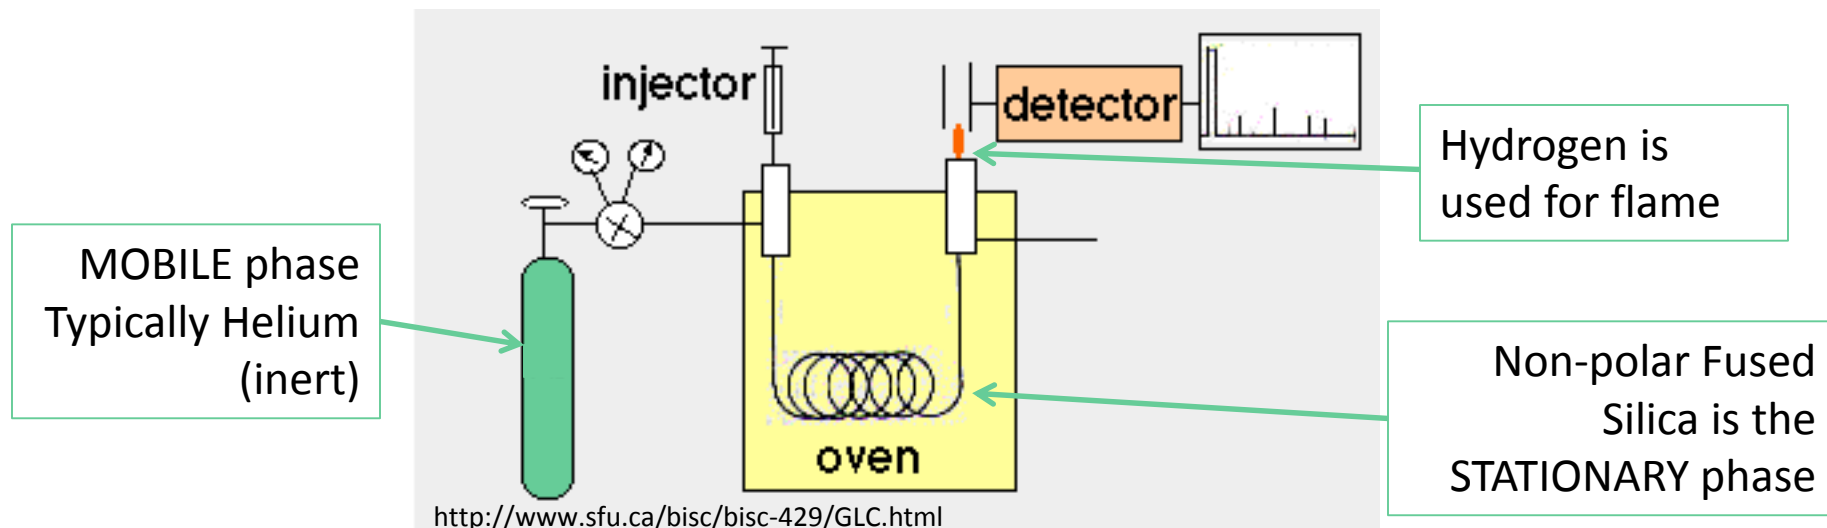 injector
detector
Hydrogen is
used for flame
MOBILE phase
Typically Helium
(inert)
Non-polar Fused
Silica is the
STATIONARY phase
oven
http://www.sfu.ca/bisc/bisc-429/GLC.html